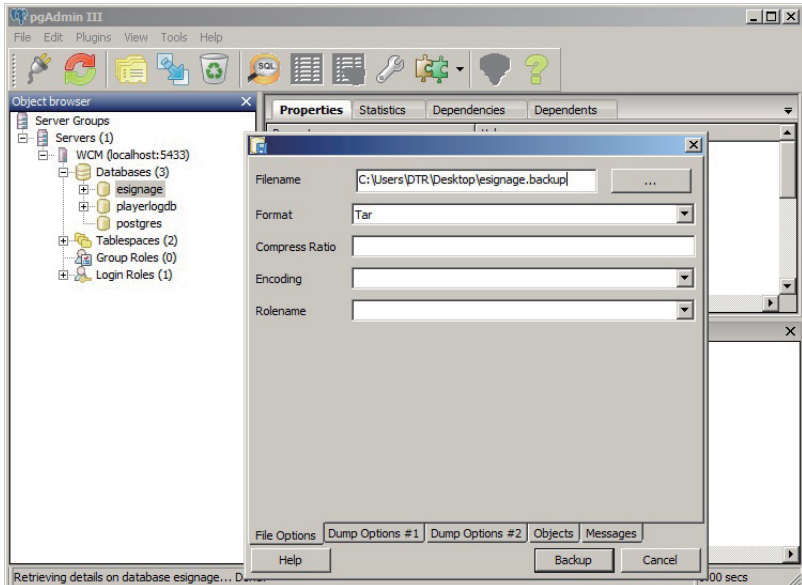 pgAdmin III
File Edit Plugins View Tools Help
SQL
Object browser
Server Groups
Servers (1)
WCM (localhost:5433)
Databases (3)
esignage
playerlogdb
postgres
Tablespaces (2)
Group Roles (0)
Login Roles (1)
Properties Statistics Dependencies Dependents
Filename C:\Users\DTR\Desktop\esignage.backup ...
Format Tar
Compress Ratio
Encoding
Rolename
File Options Dump Options #1 Dump Options #2 Objects Messages
Help Backup Cancel
Retrieving details on database esignage... secs